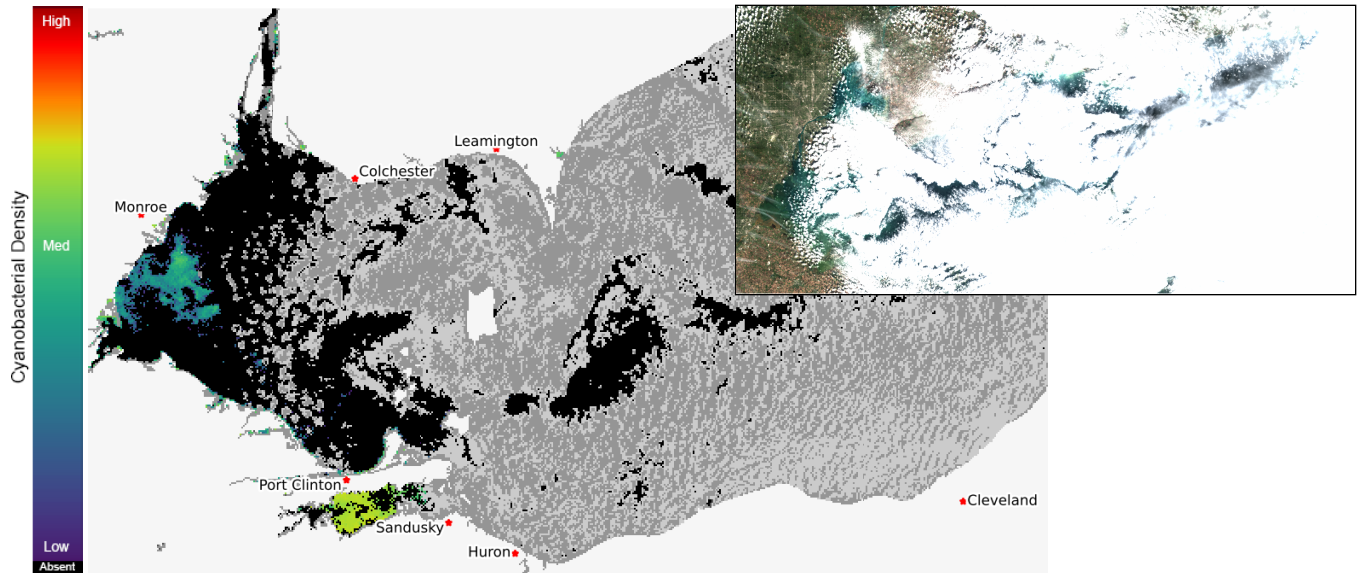 High
Cyanobacterial Density
Med
Low
Absent
Leamington
Colchester
Monroe
Port Clinton
Sandusky
Cleveland
Huron